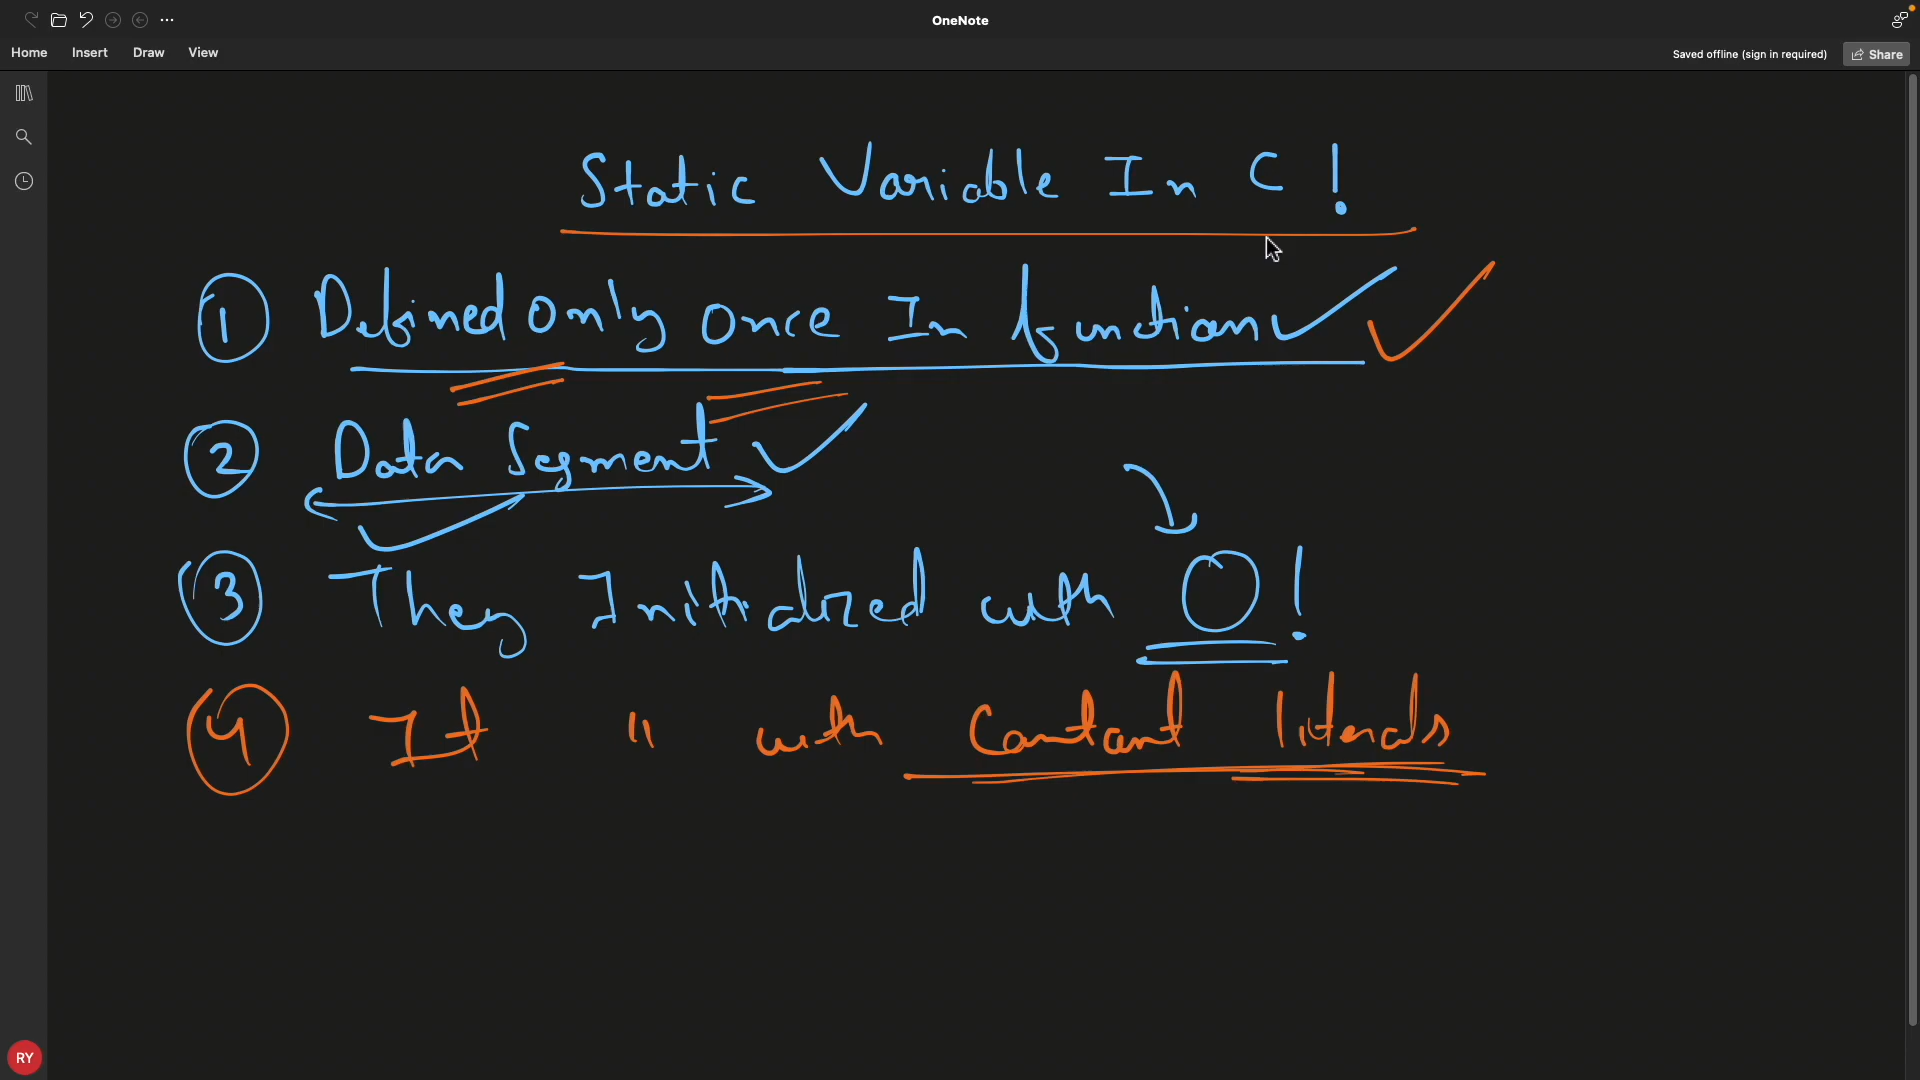 OneNote
Home Insert Draw View
Saved offline (sign in required) Share
Static Variable In C !
1 Defined only once In function
2 Data Segment
3 They Initialized with 0 !
4 It " with Constant literals
RY